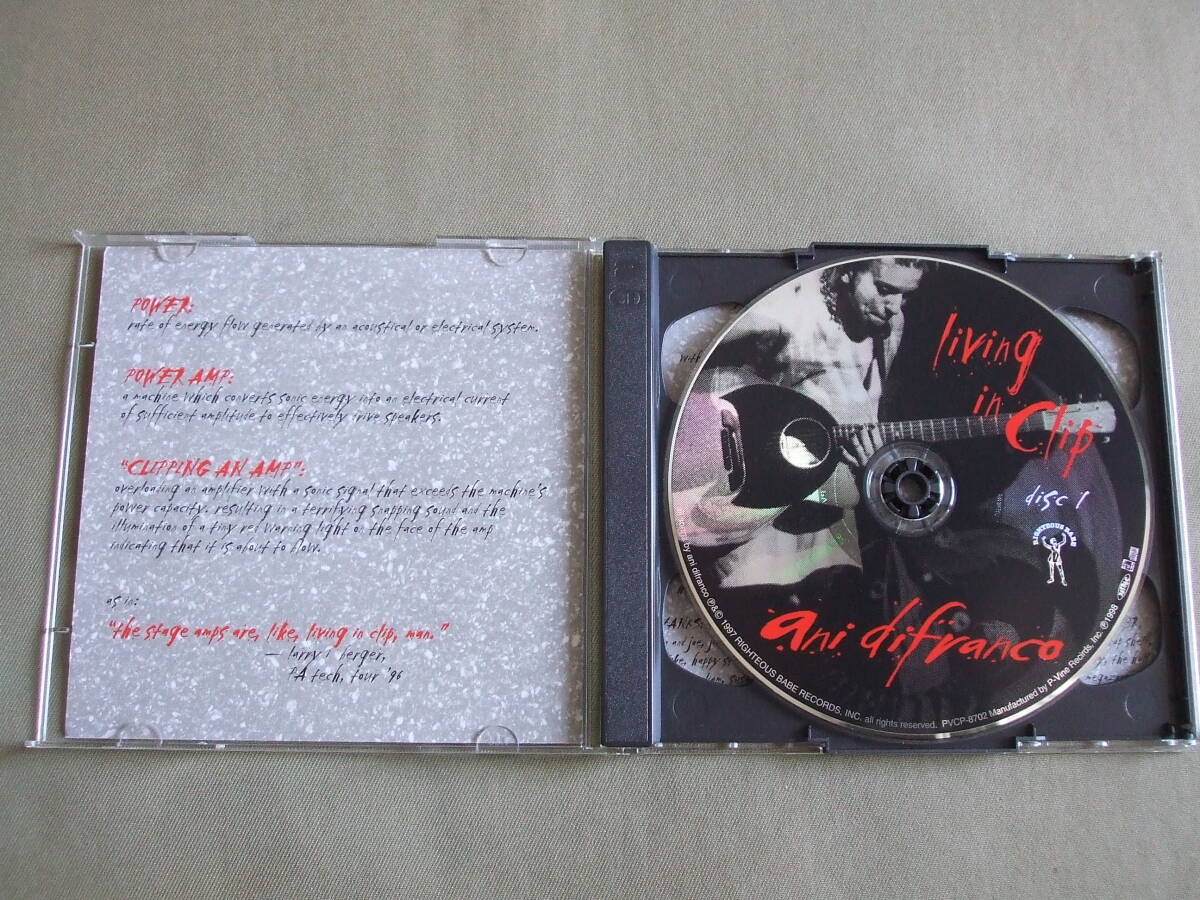 POWER:
rate of energy flow generated by an acoustical or electrical system.
POWER AMP:
a machine which converts sonic energy into an electrical current
of sufficient amplitude to effectively drive speakers.
"CLIPPING AN AMP":
overloading an amplifier with a sonic signal that exceeds the machine's
power capacity. resulting in a terrifying snapping sound and the
illumination of a tiny red warning light on the face of the amp
indicating that it is about to blow.
as in:
"the stage amps are, like, living in clip, man."
— larry berger,
PA tech, tour '96
living
in
Clip
disc 1
RIGHTEOUS BABE
ani difranco
by ani difranco ℗&© 1997 RIGHTEOUS BABE RECORDS, INC. all rights reserved. PVCP-8702 Manufactured by P-Vine Records, Inc. ℗1998
with